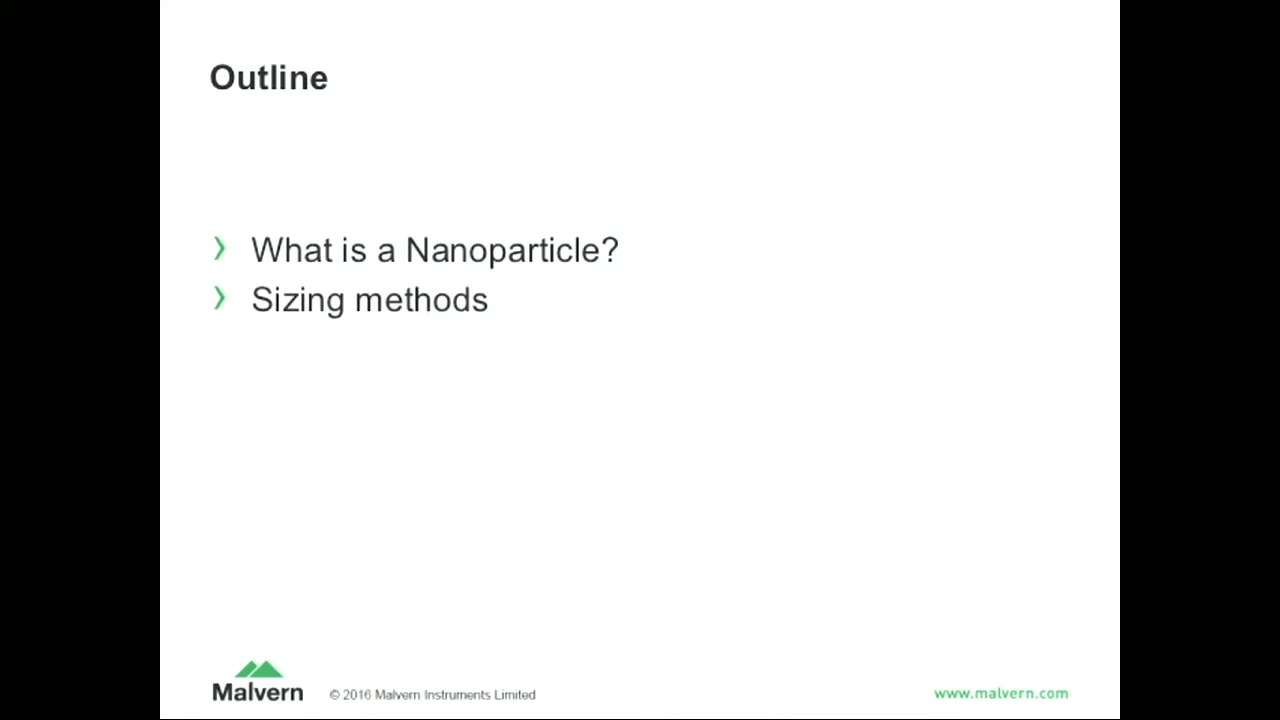 Outline
› What is a Nanoparticle?
› Sizing methods
Malvern © 2016 Malvern Instruments Limited www.malvern.com